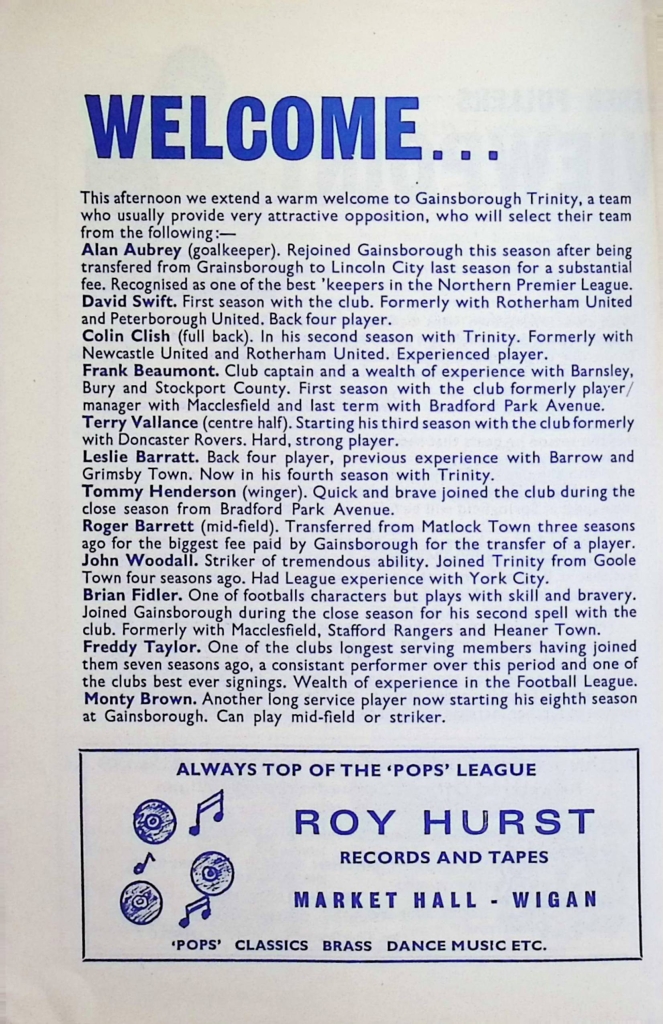 WELCOME...
This afternoon we extend a warm welcome to Gainsborough Trinity, a team
who usually provide very attractive opposition, who will select their team
from the following:—
Alan Aubrey (goalkeeper). Rejoined Gainsborough this season after being
transfered from Grainsborough to Lincoln City last season for a substantial
fee. Recognised as one of the best 'keepers in the Northern Premier League.
David Swift. First season with the club. Formerly with Rotherham United
and Peterborough United. Back four player.
Colin Clish (full back). In his second season with Trinity. Formerly with
Newcastle United and Rotherham United. Experienced player.
Frank Beaumont. Club captain and a wealth of experience with Barnsley,
Bury and Stockport County. First season with the club formerly player/
manager with Macclesfield and last term with Bradford Park Avenue.
Terry Vallance (centre half). Starting his third season with the club formerly
with Doncaster Rovers. Hard, strong player.
Leslie Barratt. Back four player, previous experience with Barrow and
Grimsby Town. Now in his fourth season with Trinity.
Tommy Henderson (winger). Quick and brave joined the club during the
close season from Bradford Park Avenue.
Roger Barrett (mid-field). Transferred from Matlock Town three seasons
ago for the biggest fee paid by Gainsborough for the transfer of a player.
John Woodall. Striker of tremendous ability. Joined Trinity from Goole
Town four seasons ago. Had League experience with York City.
Brian Fidler. One of footballs characters but plays with skill and bravery.
Joined Gainsborough during the close season for his second spell with the
club. Formerly with Macclesfield, Stafford Rangers and Heaner Town.
Freddy Taylor. One of the clubs longest serving members having joined
them seven seasons ago, a consistant performer over this period and one of
the clubs best ever signings. Wealth of experience in the Football League.
Monty Brown. Another long service player now starting his eighth season
at Gainsborough. Can play mid-field or striker.
ALWAYS TOP OF THE 'POPS' LEAGUE
ROY HURST
RECORDS AND TAPES
MARKET HALL - WIGAN
'POPS' CLASSICS BRASS DANCE MUSIC ETC.